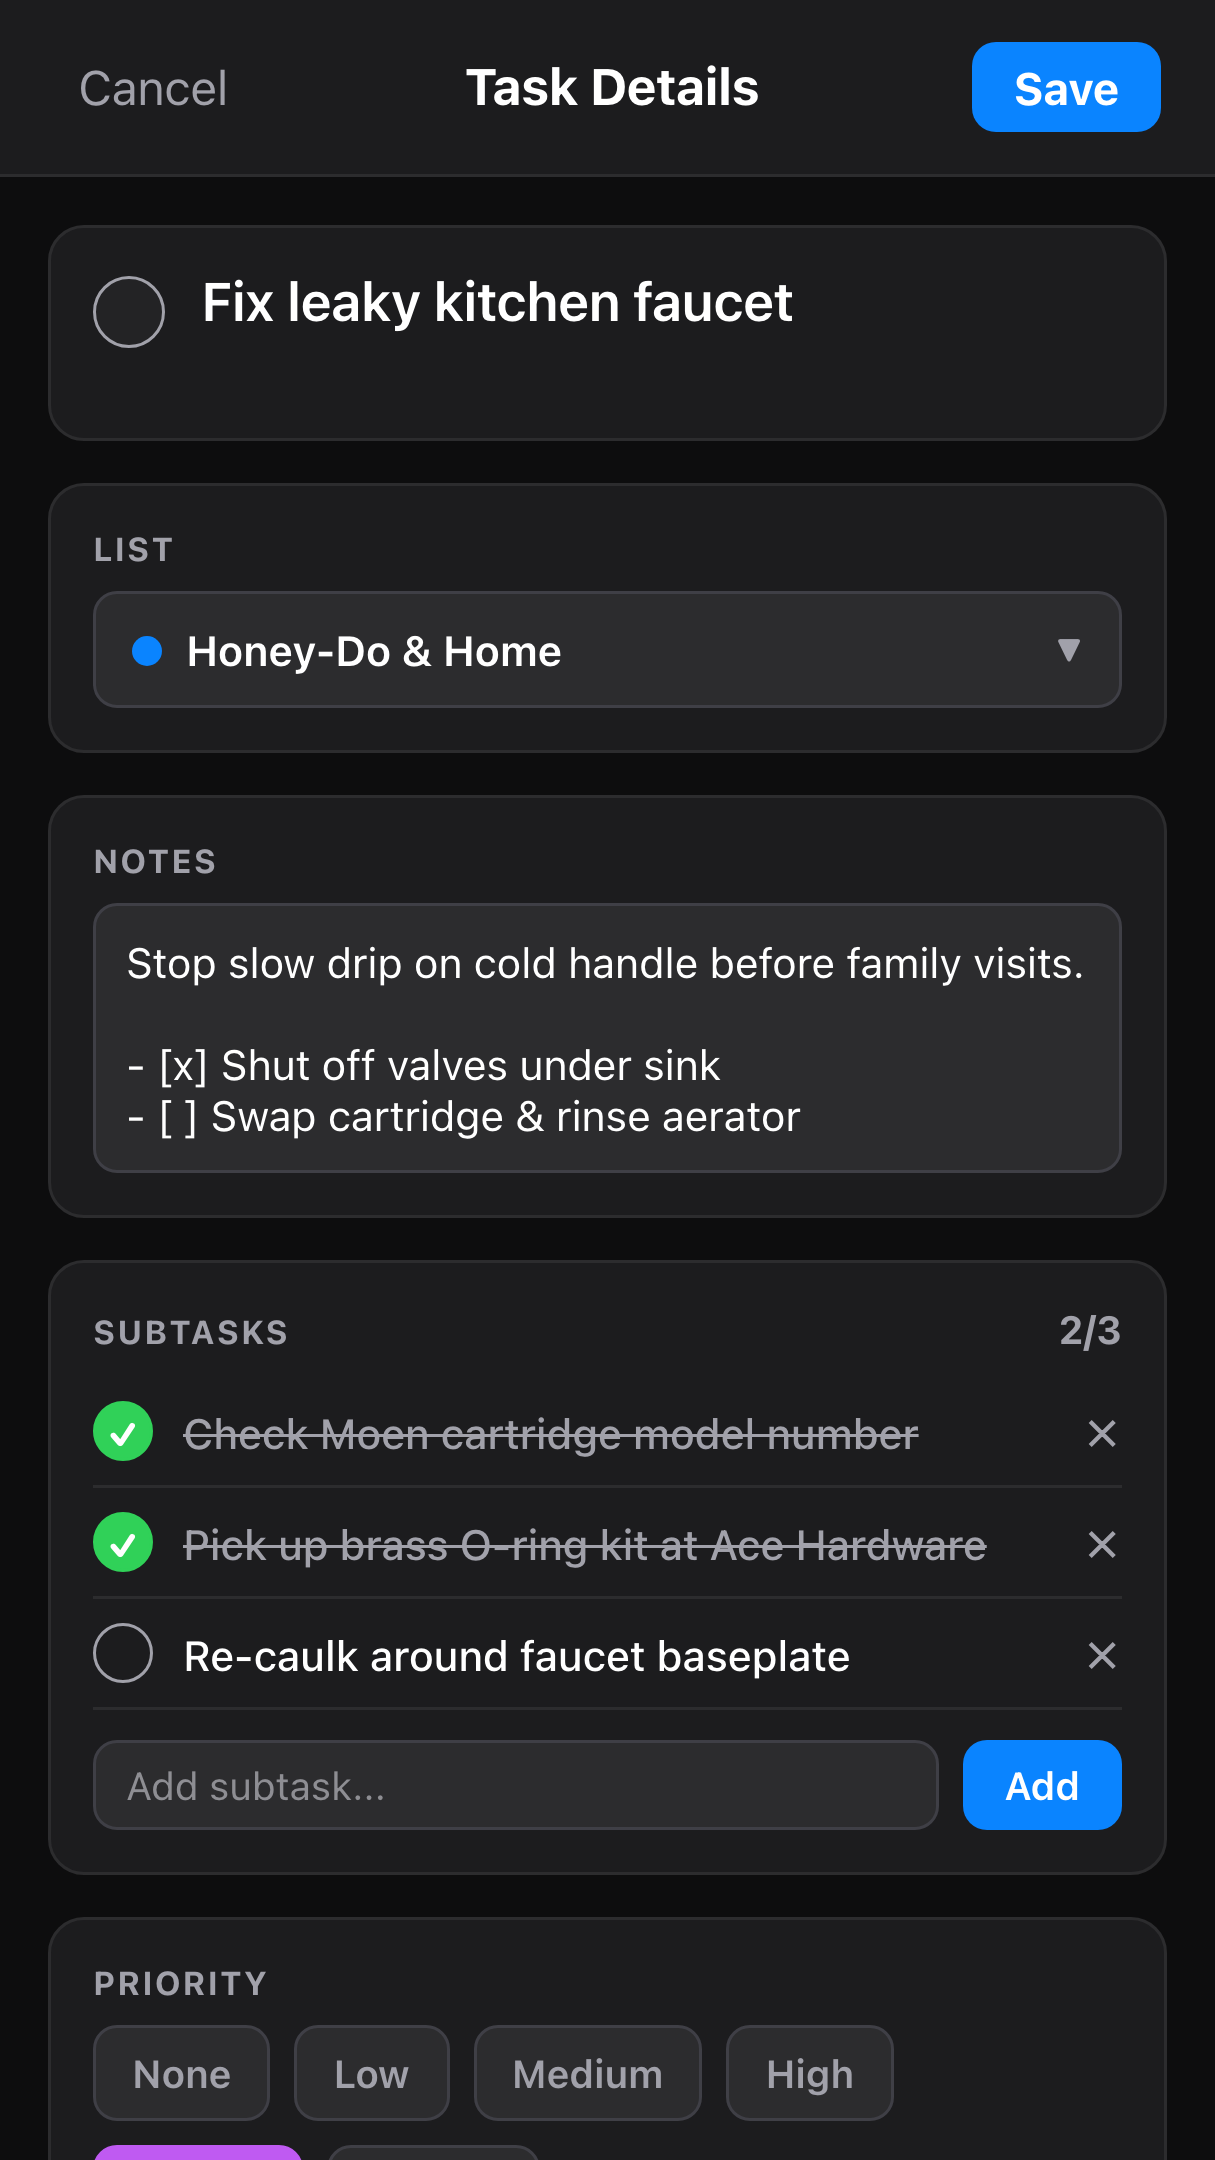 Cancel
Task Details
Save
Fix leaky kitchen faucet
LIST
Honey-Do & Home
NOTES
Stop slow drip on cold handle before family visits.
- [x] Shut off valves under sink
- [ ] Swap cartridge & rinse aerator
SUBTASKS
2/3
Check Moen cartridge model number
Pick up brass O-ring kit at Ace Hardware
Re-caulk around faucet baseplate
Add subtask...
Add
PRIORITY
None
Low
Medium
High